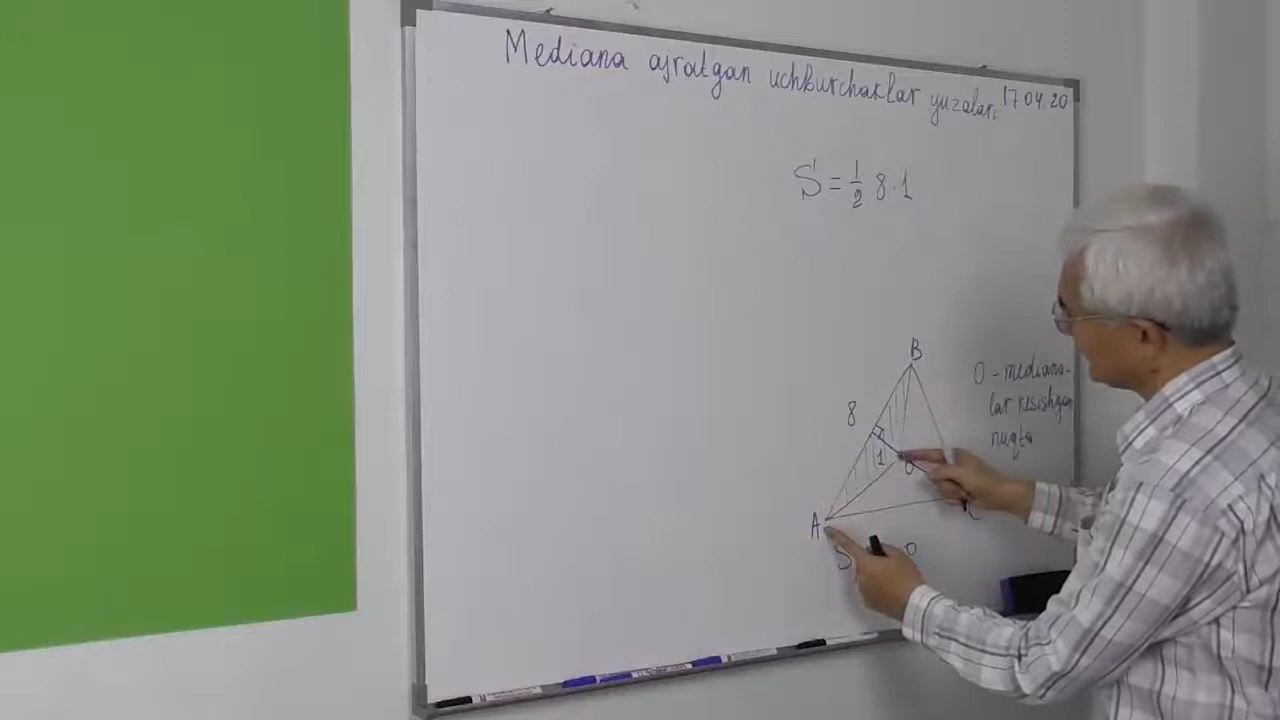 Mediana ajratgan uchburchaklar yuzalari 17.04.20
S = 1/2 8 · 1
B
8
O - mediana-
lar kesishgan
nuqta
1
O
A
C
S